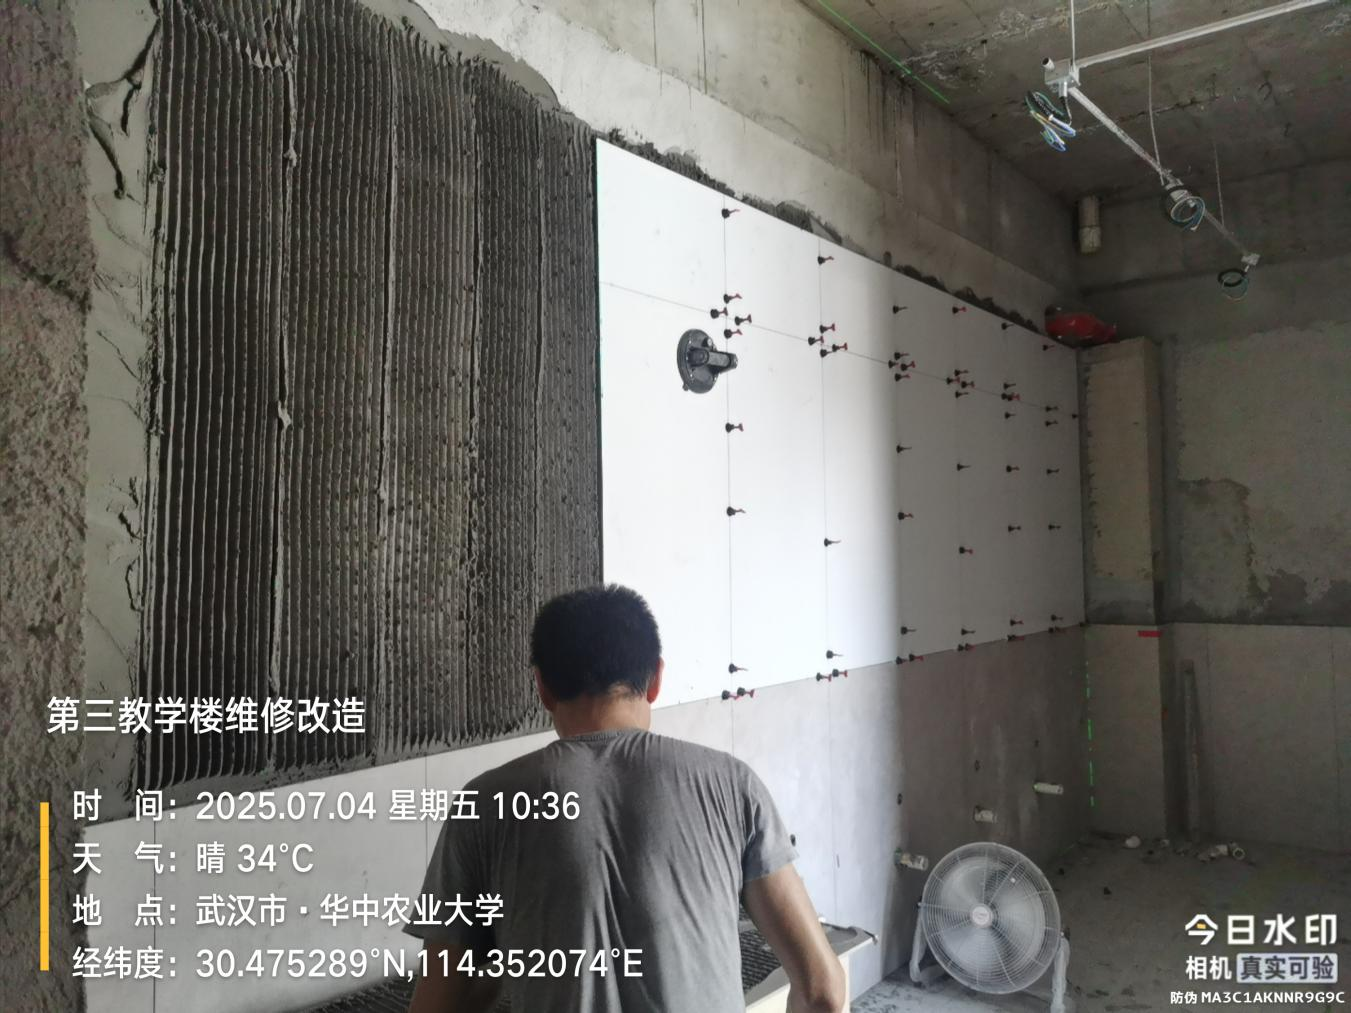 第三教学楼维修改造
时 间：2025.07.04 星期五 10:36
天 气：晴 34°C
地 点：武汉市·华中农业大学
经纬度：30.475289°N,114.352074°E
今日水印
相机 真实可验
防伪 MA3C1AKNNR9G9C